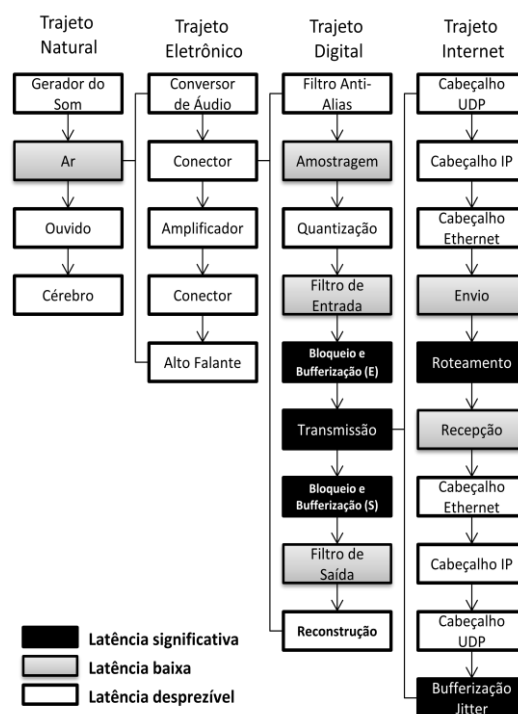 Trajeto
Natural
Gerador do
Som
Ar
Ouvido
Cérebro
Trajeto
Eletrônico
Conversor
de Áudio
Conector
Amplificador
Conector
Alto Falante
Trajeto
Digital
Filtro Anti-
Alias
Amostragem
Quantização
Filtro de
Entrada
Bloqueio e
Bufferização (E)
Transmissão
Bloqueio e
Bufferização (S)
Filtro de
Saída
Reconstrução
Trajeto
Internet
Cabeçalho
UDP
Cabeçalho IP
Cabeçalho
Ethernet
Envio
Roteamento
Recepção
Cabeçalho
Ethernet
Cabeçalho IP
Cabeçalho
UDP
Bufferização
Jitter
Latência significativa
Latência baixa
Latência desprezível